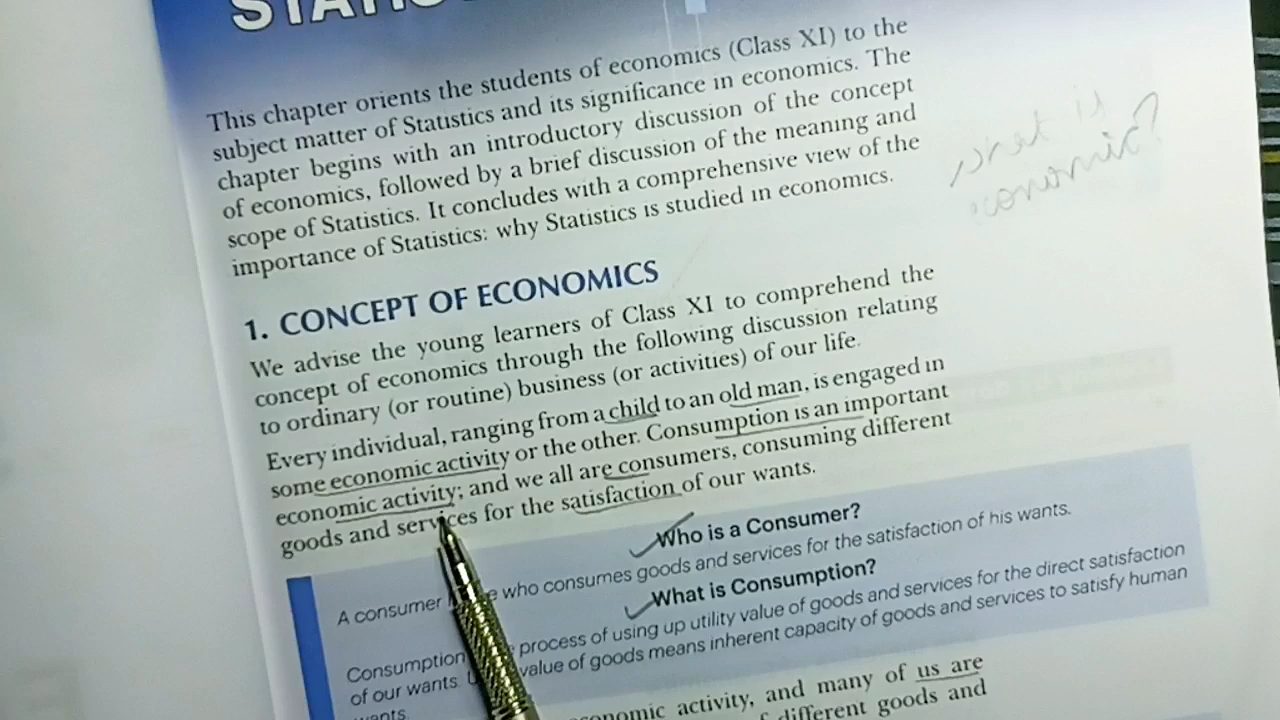 This chapter orients the students of economics (Class XI) to the
subject matter of Statistics and its significance in economics. The
chapter begins with an introductory discussion of the concept
of economics, followed by a brief discussion of the meaning and
scope of Statistics. It concludes with a comprehensive view of the
importance of Statistics: why Statistics is studied in economics.
what is
economic?
1. CONCEPT OF ECONOMICS
We advise the young learners of Class XI to comprehend the
concept of economics through the following discussion relating
to ordinary (or routine) business (or activities) of our life.
Every individual, ranging from a child to an old man, is engaged in
some economic activity or the other. Consumption is an important
economic activity; and we all are consumers, consuming different
goods and services for the satisfaction of our wants.
Who is a Consumer?
A consumer who consumes goods and services for the satisfaction of his wants.
What is Consumption?
Consumption process of using up utility value of goods and services for the direct satisfaction
of our wants. value of goods means inherent capacity of goods and services to satisfy human
wants.
economic activity, and many of us are
different goods and